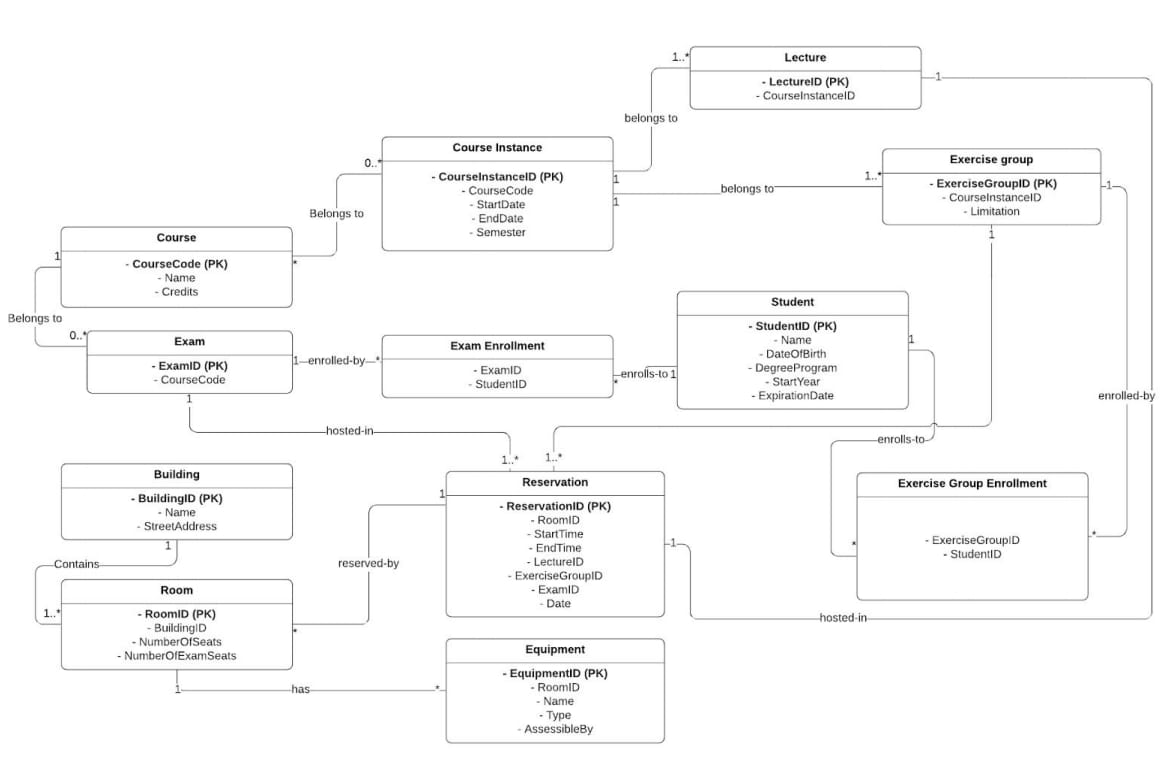 Lecture
- LectureID (PK)
- CourseInstanceID
1..*
1
belongs to
Course Instance
- CourseInstanceID (PK)
- CourseCode
- StartDate
- EndDate
- Semester
0..*
1
1
belongs to
1..*
Exercise group
- ExerciseGroupID (PK)
- CourseInstanceID
- Limitation
1
1
Belongs to
*
Course
- CourseCode (PK)
- Name
- Credits
1
Belongs to
0..*
Exam
- ExamID (PK)
- CourseCode
1
enrolled-by
*
1
Exam Enrollment
- ExamID
- StudentID
*
enrolls-to
1
Student
- StudentID (PK)
- Name
- DateOfBirth
- DegreeProgram
- StartYear
- ExpirationDate
1
enrolled-by
enrolls-to
hosted-in
1..*
1..*
Building
- BuildingID (PK)
- Name
- StreetAddress
1
Contains
1..*
Reservation
- ReservationID (PK)
- RoomID
- StartTime
- EndTime
- LectureID
- ExerciseGroupID
- ExamID
- Date
1
1
reserved-by
Exercise Group Enrollment
- ExerciseGroupID
- StudentID
*
*
hosted-in
Room
- RoomID (PK)
- BuildingID
- NumberOfSeats
- NumberOfExamSeats
*
1
has
*
Equipment
- EquipmentID (PK)
- RoomID
- Name
- Type
- AssessibleBy